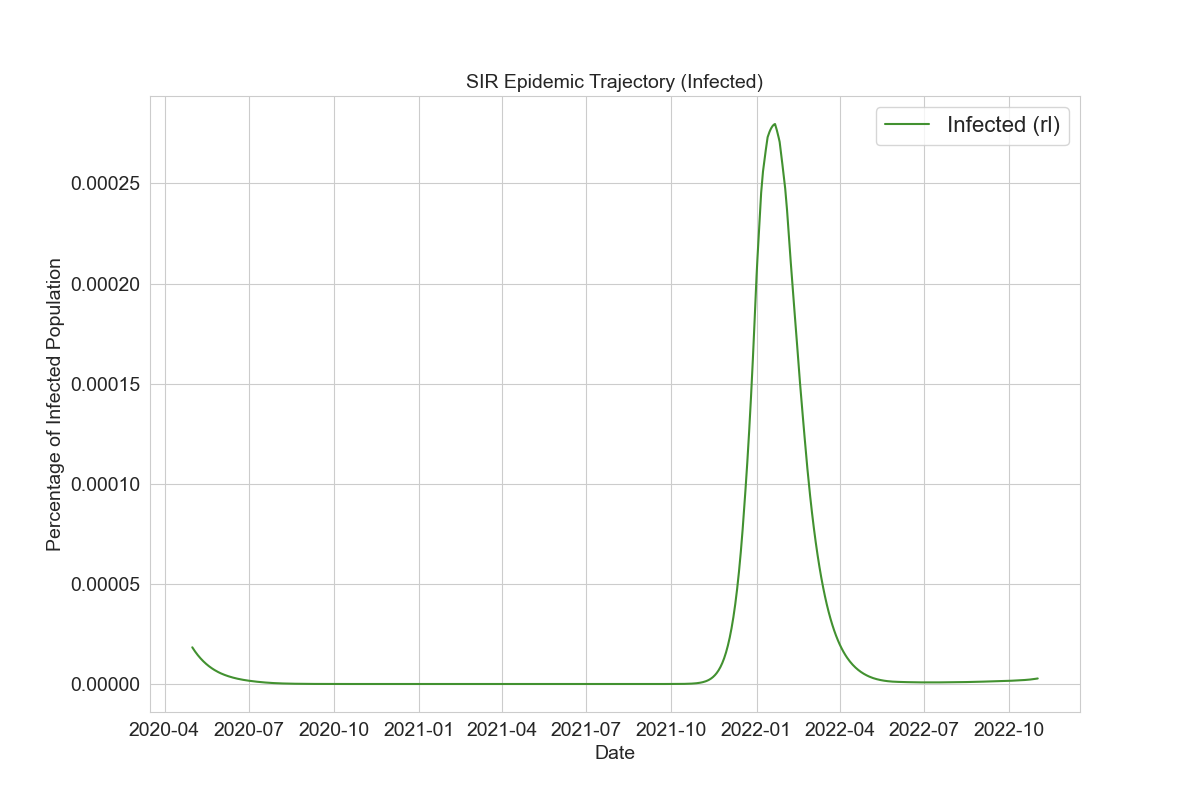 SIR Epidemic Trajectory (Infected)
Infected (rl)
Percentage of Infected Population
0.00025
0.00020
0.00015
0.00010
0.00005
0.00000
2020-04 2020-07 2020-10 2021-01 2021-04 2021-07 2021-10 2022-01 2022-04 2022-07 2022-10
Date